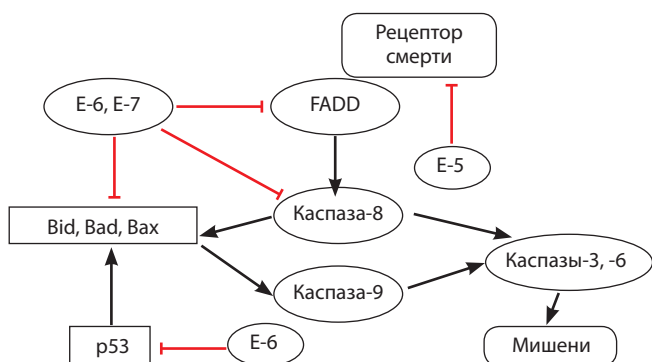 Рецептор
смерти
E-6, E-7
FADD
E-5
Bid, Bad, Bax
Каспаза-8
Каспазы-3, -6
Каспаза-9
p53
E-6
Мишени